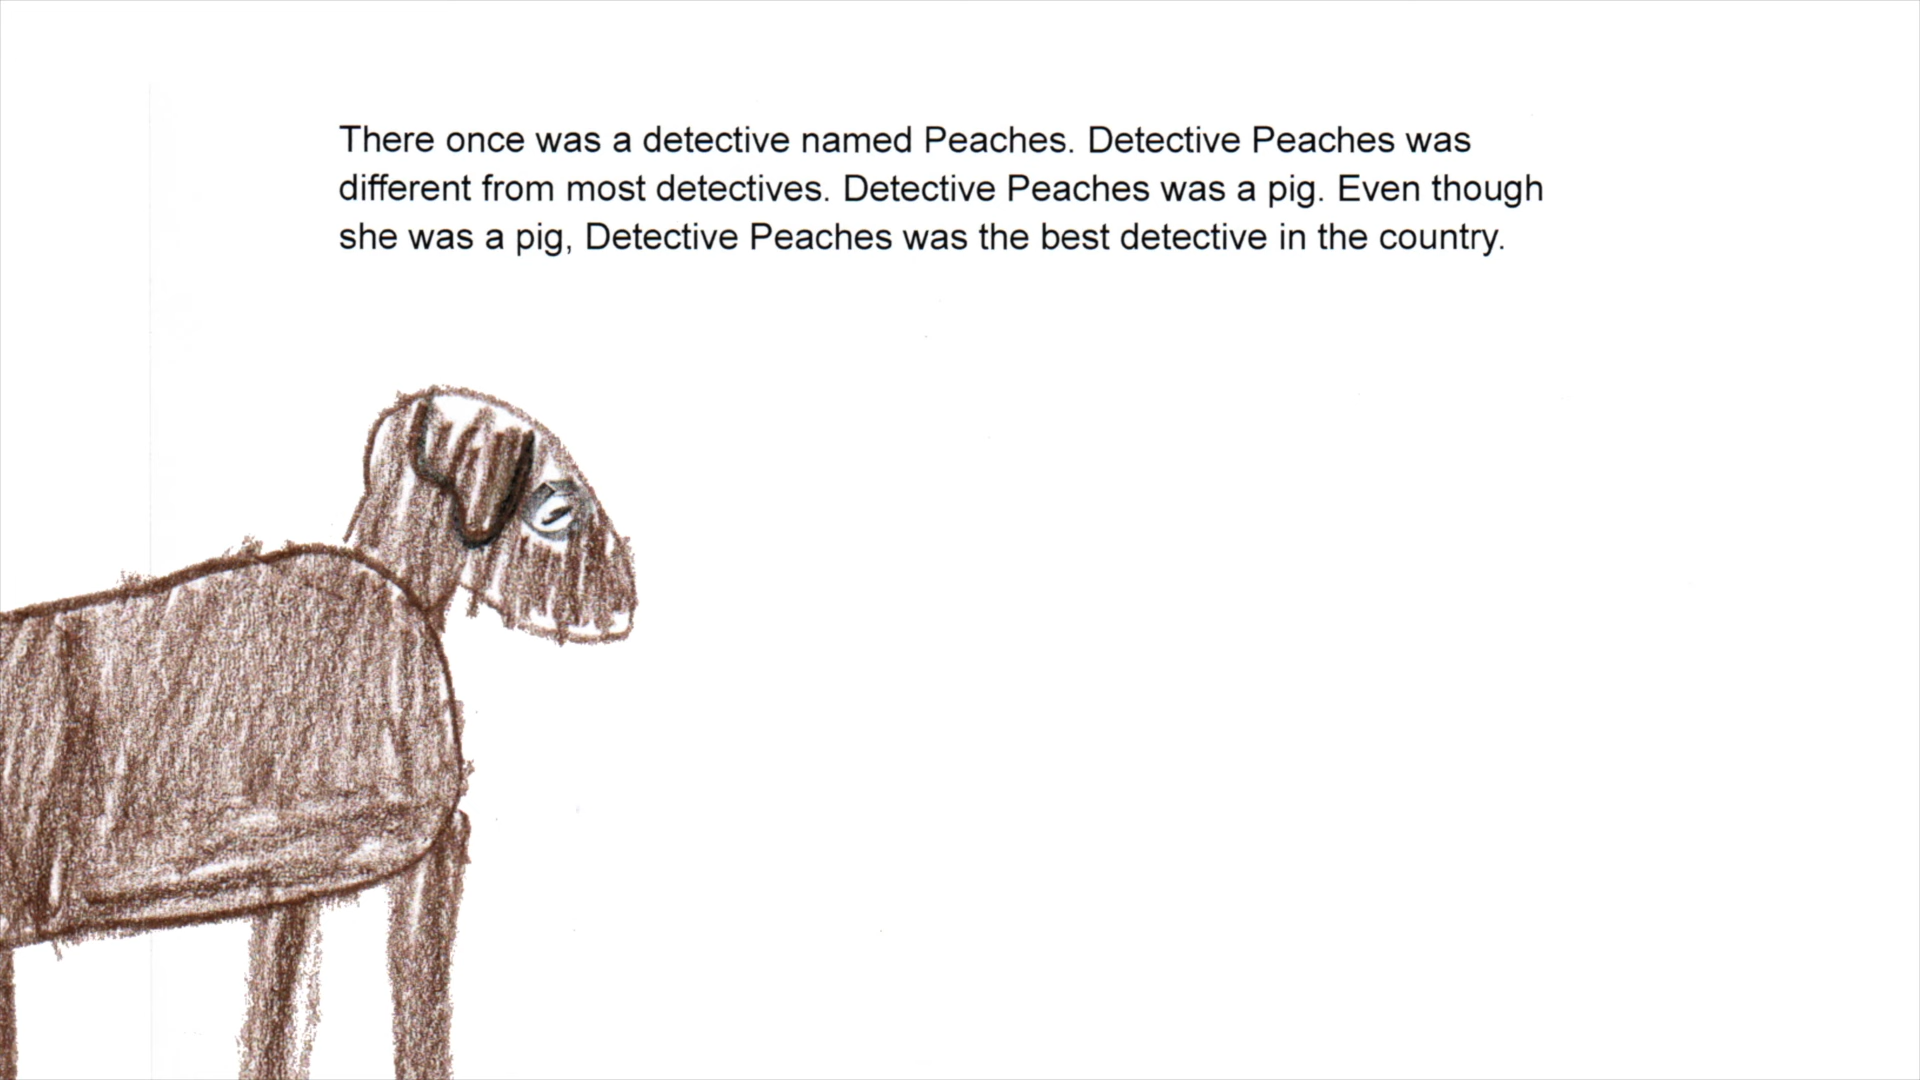 There once was a detective named Peaches. Detective Peaches was
different from most detectives. Detective Peaches was a pig. Even though
she was a pig, Detective Peaches was the best detective in the country.